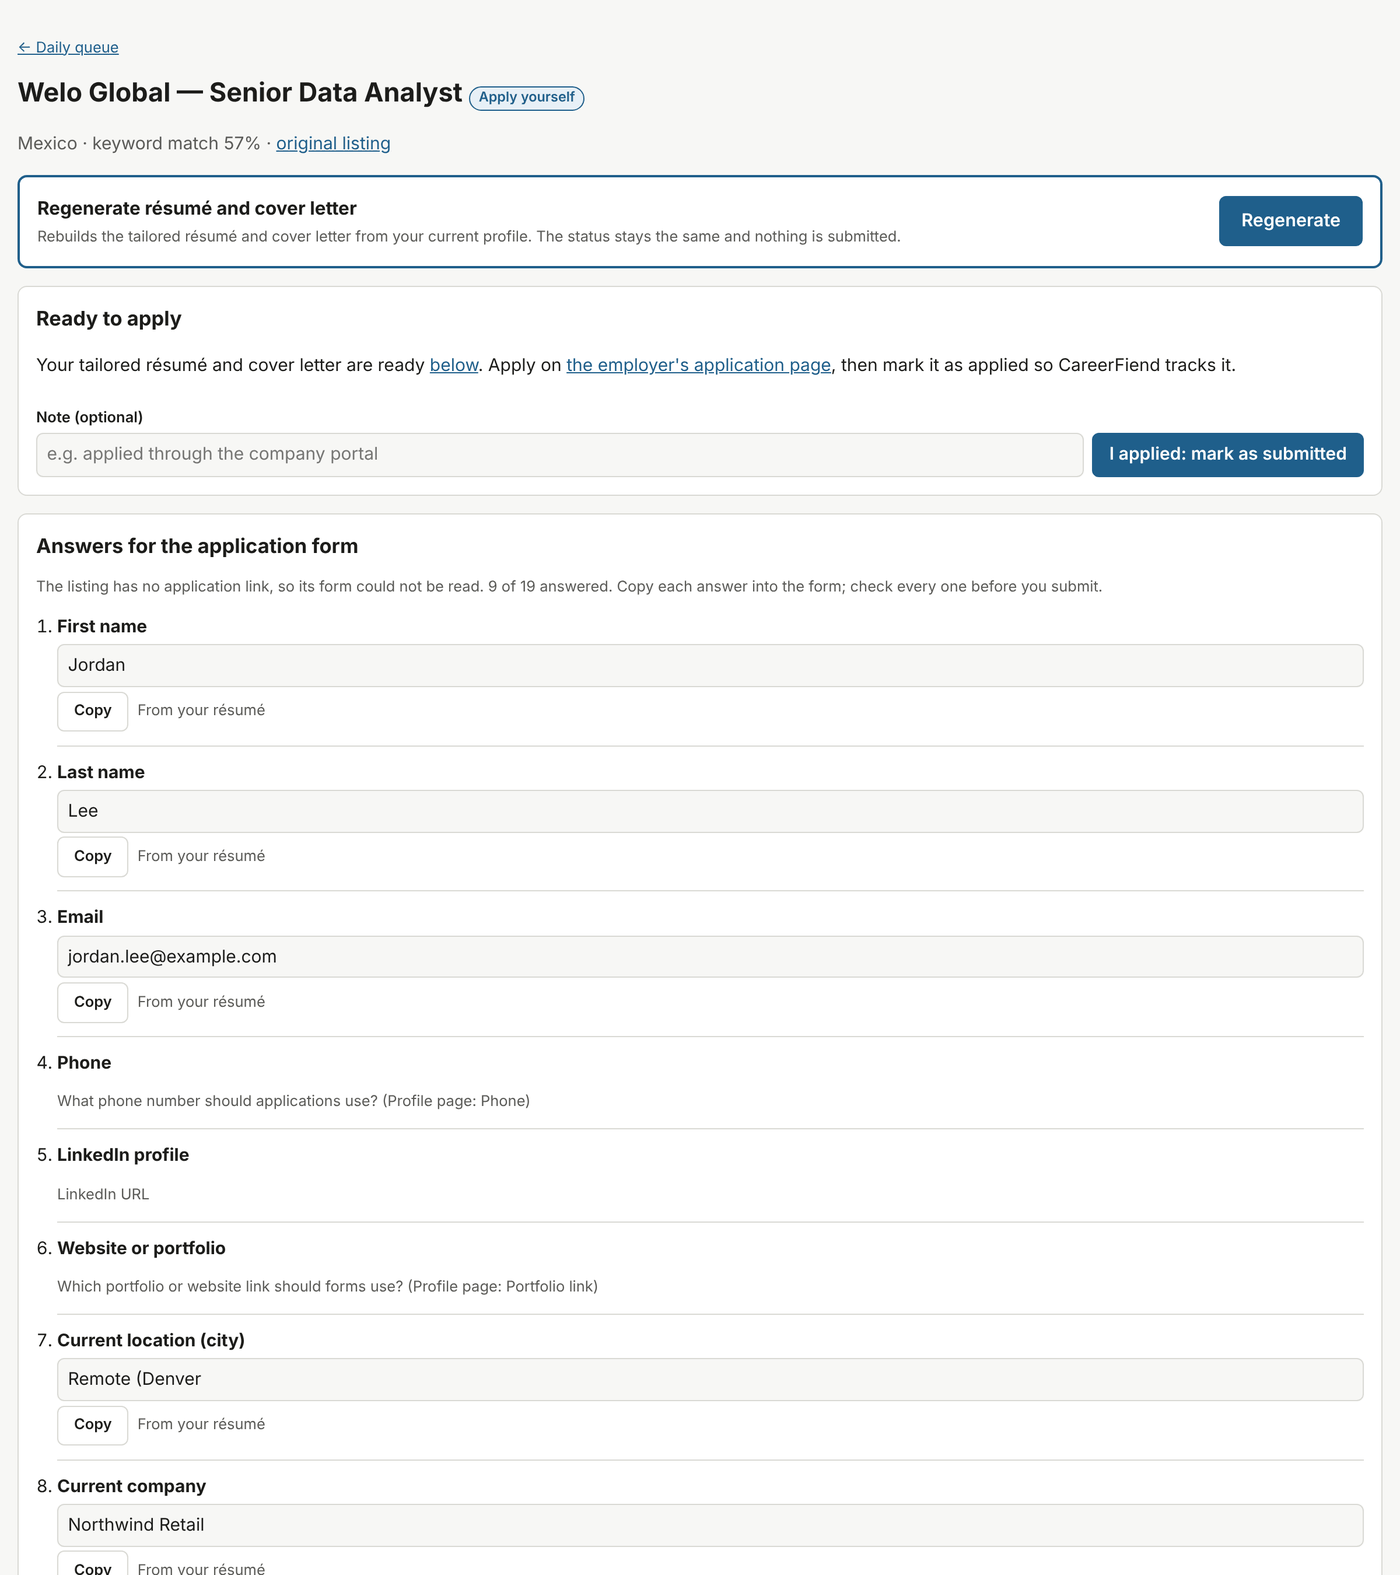 ← Daily queue
Welo Global — Senior Data Analyst Apply yourself
Mexico · keyword match 57% · original listing
Regenerate résumé and cover letter
Rebuilds the tailored résumé and cover letter from your current profile. The status stays the same and nothing is submitted.
Regenerate
Ready to apply
Your tailored résumé and cover letter are ready below. Apply on the employer's application page, then mark it as applied so CareerFiend tracks it.
Note (optional)
e.g. applied through the company portal
I applied: mark as submitted
Answers for the application form
The listing has no application link, so its form could not be read. 9 of 19 answered. Copy each answer into the form; check every one before you submit.
1. First name
Jordan
Copy From your résumé
2. Last name
Lee
Copy From your résumé
3. Email
jordan.lee@example.com
Copy From your résumé
4. Phone
What phone number should applications use? (Profile page: Phone)
5. LinkedIn profile
LinkedIn URL
6. Website or portfolio
Which portfolio or website link should forms use? (Profile page: Portfolio link)
7. Current location (city)
Remote (Denver
Copy From your résumé
8. Current company
Northwind Retail
Copy From your résumé